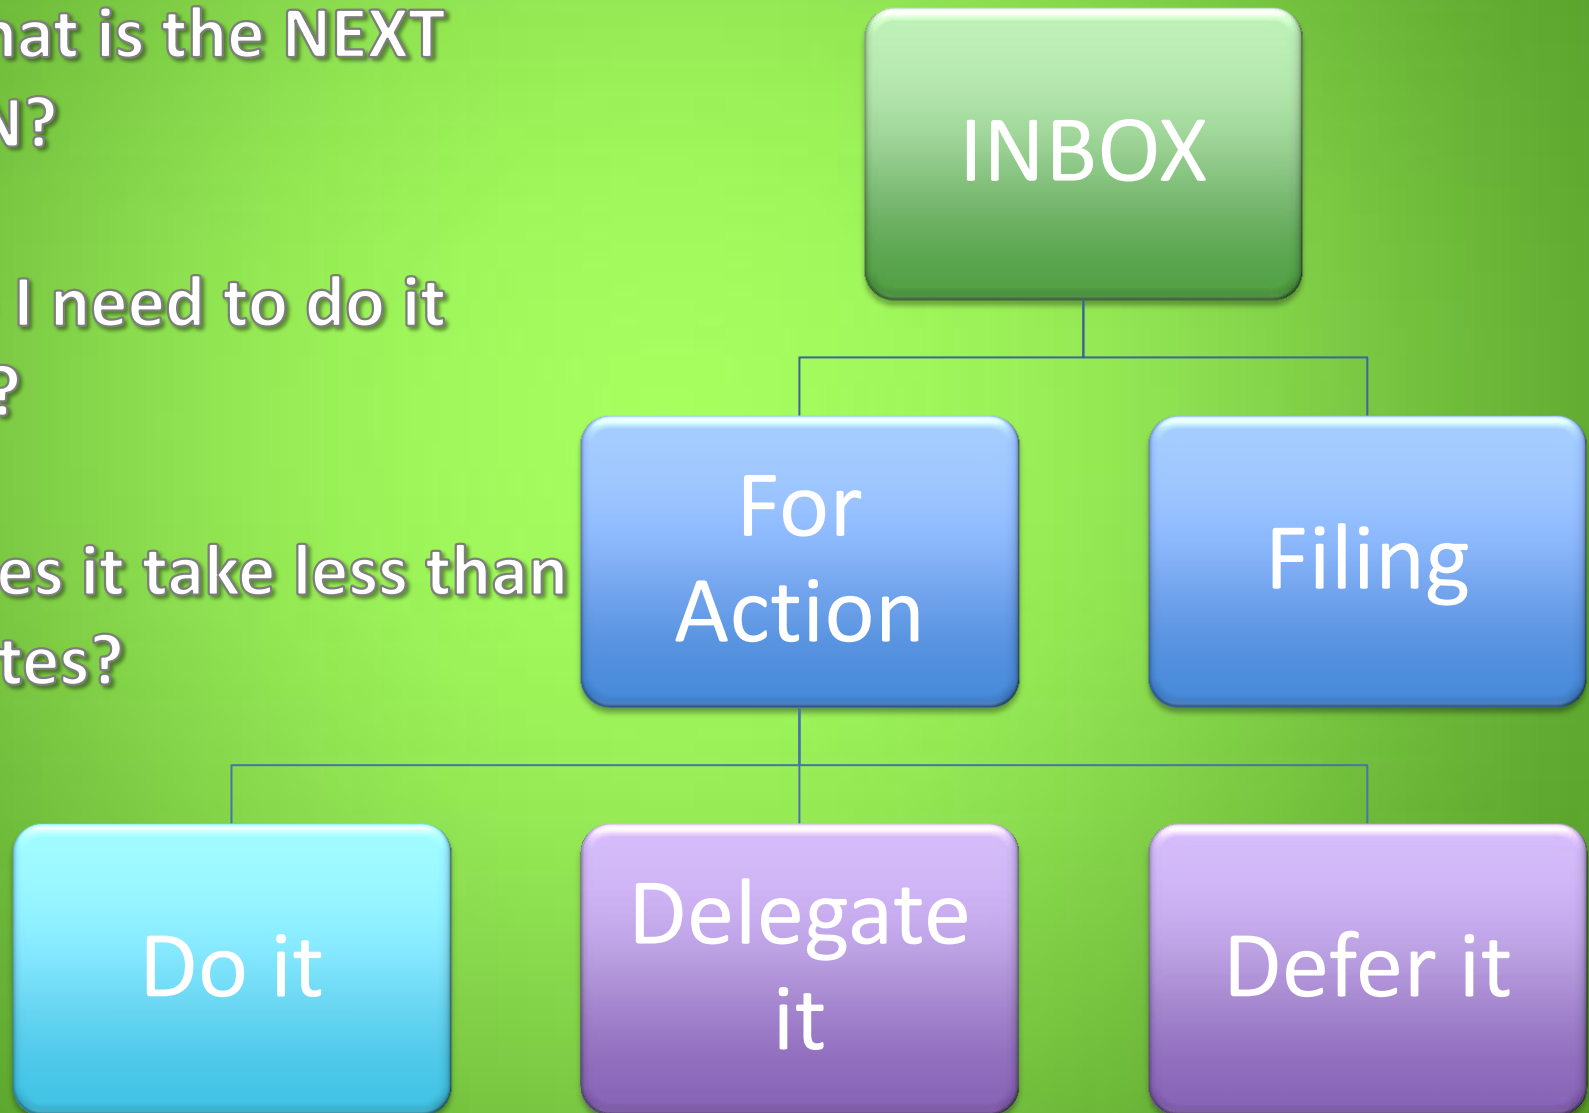 hat is the NEXT
N?
I need to do it
?
es it take less than
tes?
INBOX
For
Action
Filing
Do it
Delegate
it
Defer it